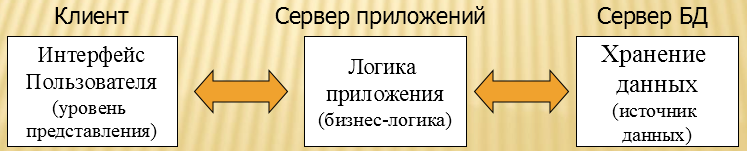 Клиент
Сервер приложений
Сервер БД
Интерфейс
Пользователя
(уровень
представления)
Логика
приложения
(бизнес-логика)
Хранение
данных
(источник
данных)